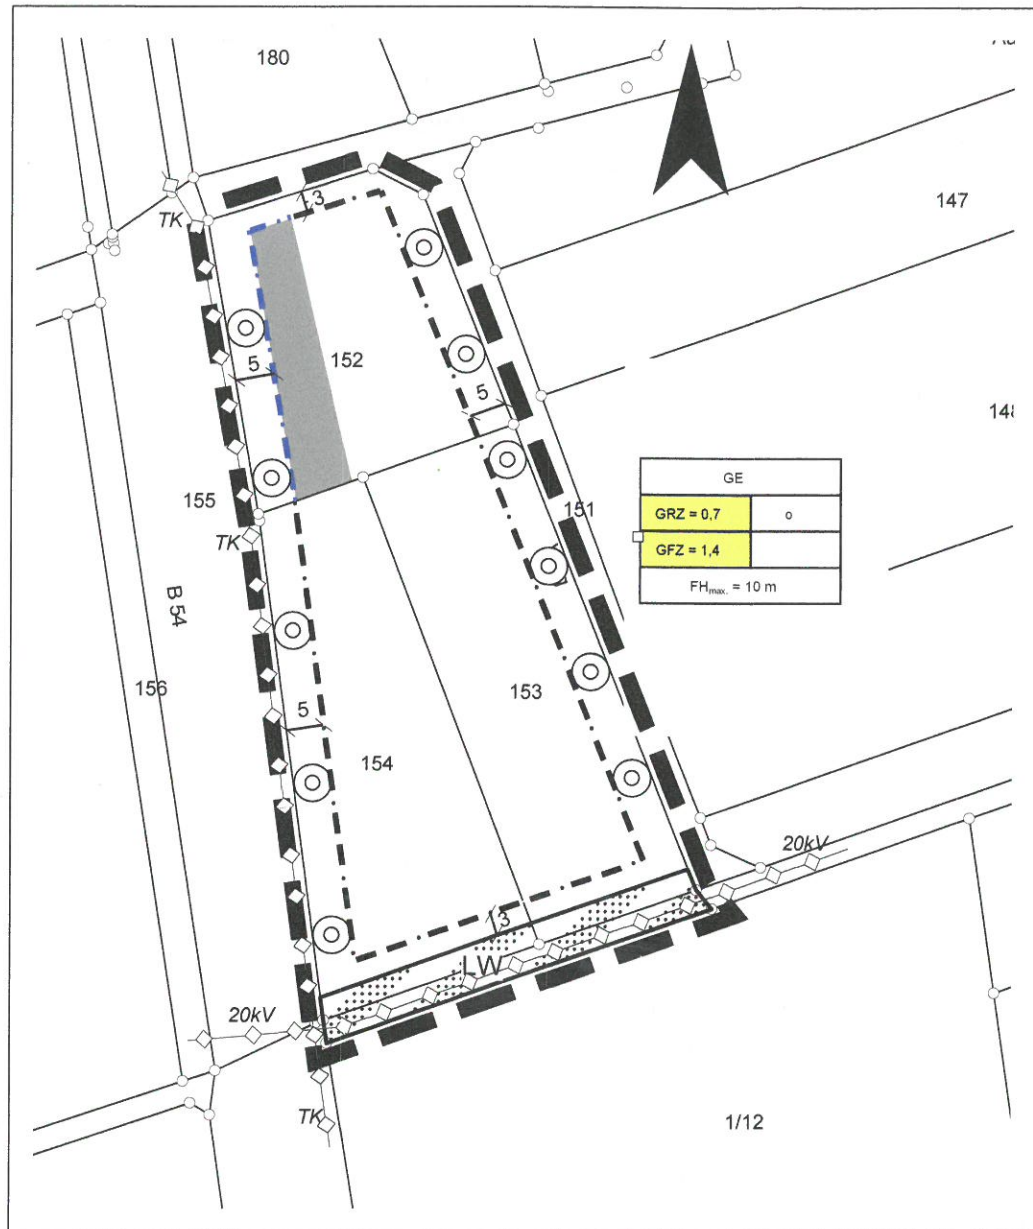 180
TK
3
147
5
152
5
155
151
TK
B 54
156
GE
GRZ = 0,7
o
GFZ = 1,4
FHmax. = 10 m
153
5
154
20kV
3
LW
20kV
TK
1/12